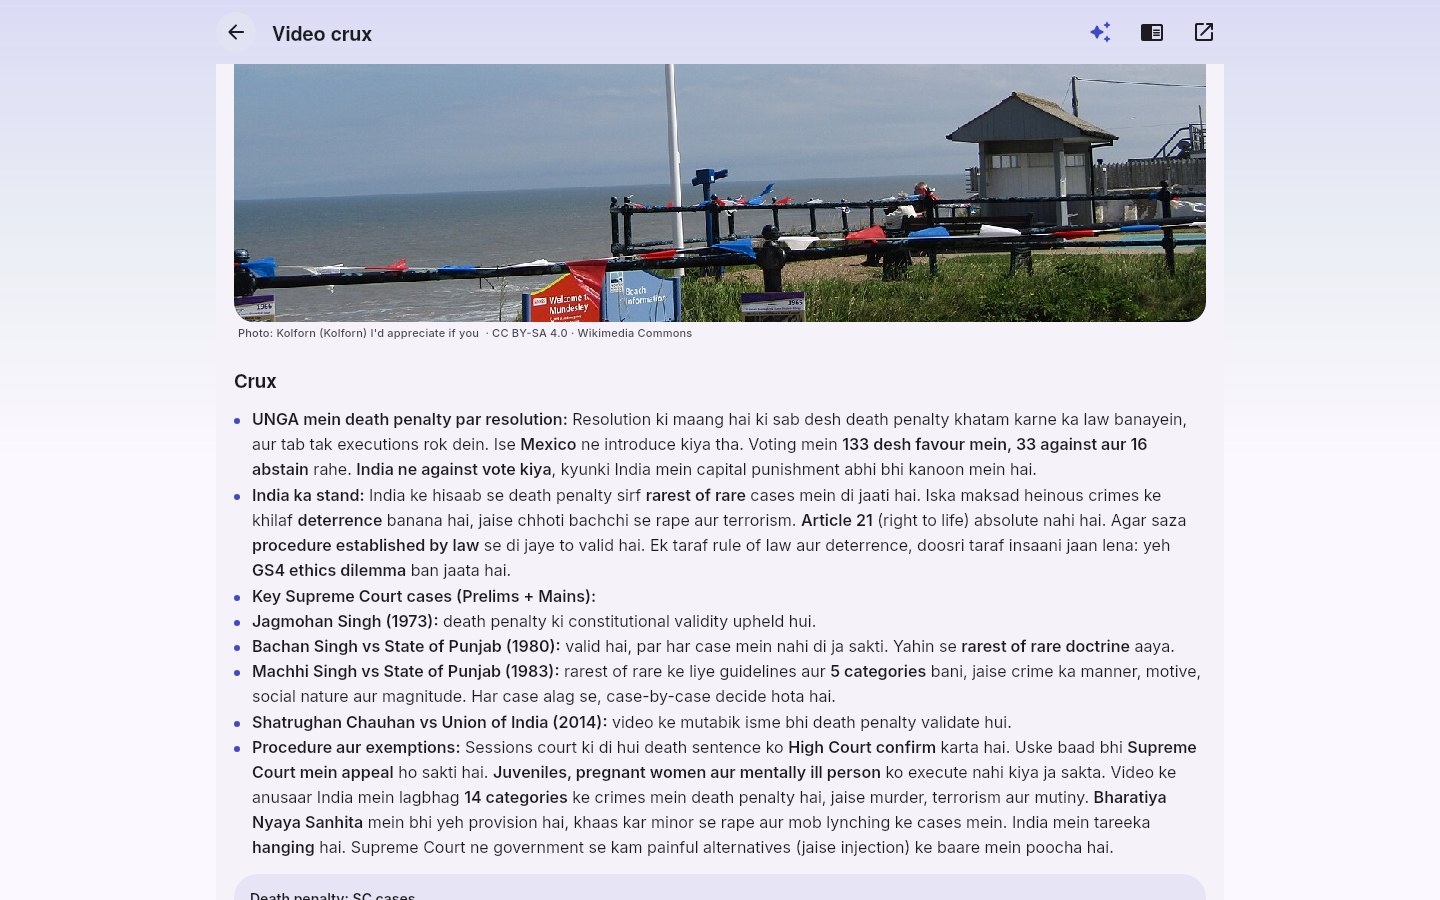 Video crux
1986
Welcome to
Mundesley
Beach
Information
1985
Photo: Kolforn (Kolforn) I'd appreciate if you · CC BY-SA 4.0 · Wikimedia Commons
Crux
UNGA mein death penalty par resolution: Resolution ki maang hai ki sab desh death penalty khatam karne ka law banayein,
aur tab tak executions rok dein. Ise Mexico ne introduce kiya tha. Voting mein 133 desh favour mein, 33 against aur 16
abstain rahe. India ne against vote kiya, kyunki India mein capital punishment abhi bhi kanoon mein hai.
India ka stand: India ke hisaab se death penalty sirf rarest of rare cases mein di jaati hai. Iska maksad heinous crimes ke
khilaf deterrence banana hai, jaise chhoti bachchi se rape aur terrorism. Article 21 (right to life) absolute nahi hai. Agar saza
procedure established by law se di jaye to valid hai. Ek taraf rule of law aur deterrence, doosri taraf insaani jaan lena: yeh
GS4 ethics dilemma ban jaata hai.
Key Supreme Court cases (Prelims + Mains):
Jagmohan Singh (1973): death penalty ki constitutional validity upheld hui.
Bachan Singh vs State of Punjab (1980): valid hai, par har case mein nahi di ja sakti. Yahin se rarest of rare doctrine aaya.
Machhi Singh vs State of Punjab (1983): rarest of rare ke liye guidelines aur 5 categories bani, jaise crime ka manner, motive,
social nature aur magnitude. Har case alag se, case-by-case decide hota hai.
Shatrughan Chauhan vs Union of India (2014): video ke mutabik isme bhi death penalty validate hui.
Procedure aur exemptions: Sessions court ki di hui death sentence ko High Court confirm karta hai. Uske baad bhi Supreme
Court mein appeal ho sakti hai. Juveniles, pregnant women aur mentally ill person ko execute nahi kiya ja sakta. Video ke
anusaar India mein lagbhag 14 categories ke crimes mein death penalty hai, jaise murder, terrorism aur mutiny. Bharatiya
Nyaya Sanhita mein bhi yeh provision hai, khaas kar minor se rape aur mob lynching ke cases mein. India mein tareeka
hanging hai. Supreme Court ne government se kam painful alternatives (jaise injection) ke baare mein poocha hai.
Death penalty: SC cases